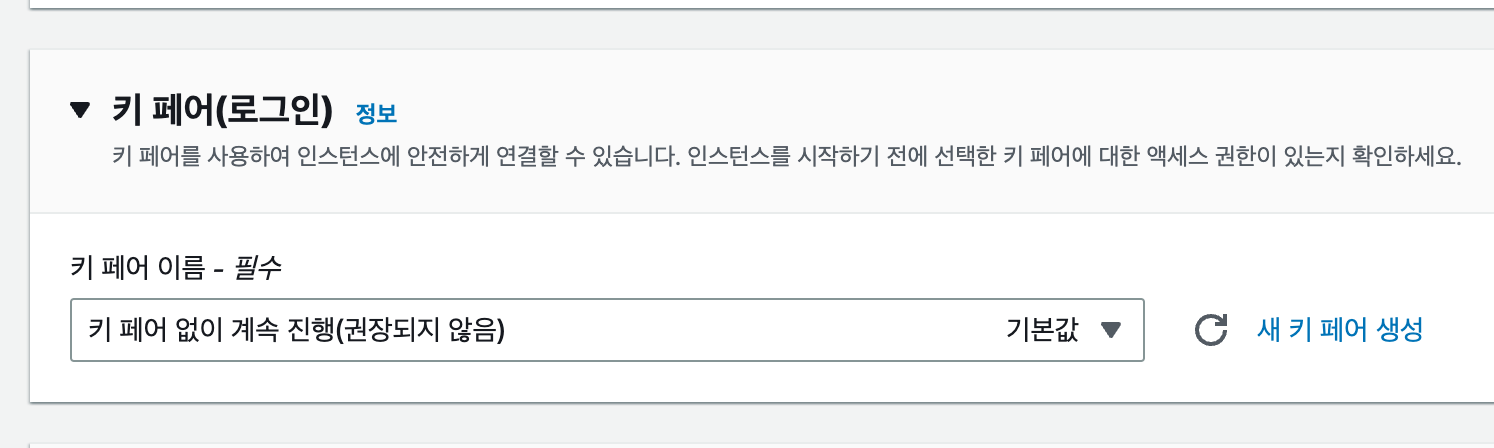 키 페어(로그인) 정보
키 페어를 사용하여 인스턴스에 안전하게 연결할 수 있습니다. 인스턴스를 시작하기 전에 선택한 키 페어에 대한 액세스 권한이 있는지 확인하세요.
키 페어 이름 - 필수
키 페어 없이 계속 진행(권장되지 않음) 기본값 새 키 페어 생성